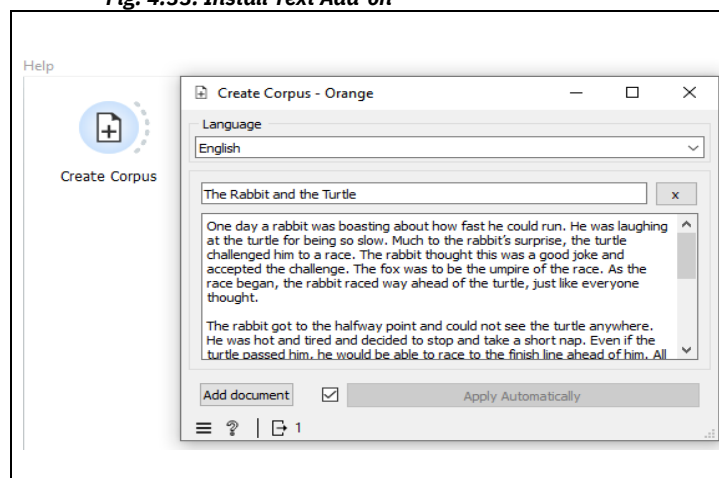 Fig. 4.55: Install Text Add-on
Help
Create Corpus - Orange
Language
English
Create Corpus
The Rabbit and the Turtle
x
One day a rabbit was boasting about how fast he could run. He was laughing
at the turtle for being so slow. Much to the rabbit's surprise, the turtle
challenged him to a race. The rabbit thought this was a good joke and
accepted the challenge. The fox was to be the umpire of the race. As the
race began, the rabbit raced way ahead of the turtle, just like everyone
thought.
The rabbit got to the halfway point and could not see the turtle anywhere.
He was hot and tired and decided to stop and take a short nap. Even if the
turtle passed him, he would be able to race to the finish line ahead of him. All
Add document
Apply Automatically
1